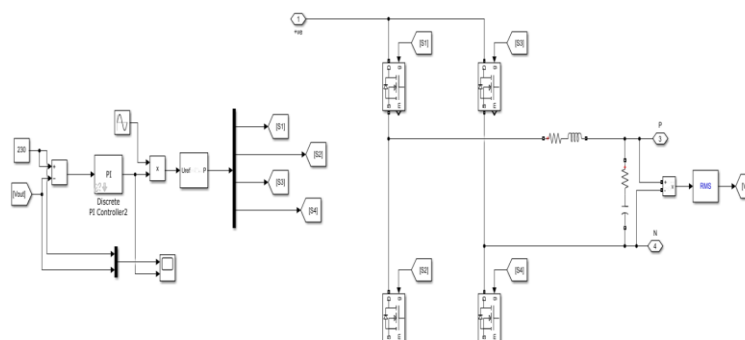 1
+ve
[S1]
[S3]
230
[Vout]
+
-
PI
Discrete
PI Controller2
x
Uref
P
[S1]
[S2]
[S3]
[S4]
P
3
+
-
v
RMS
N
4
[S2]
[S4]